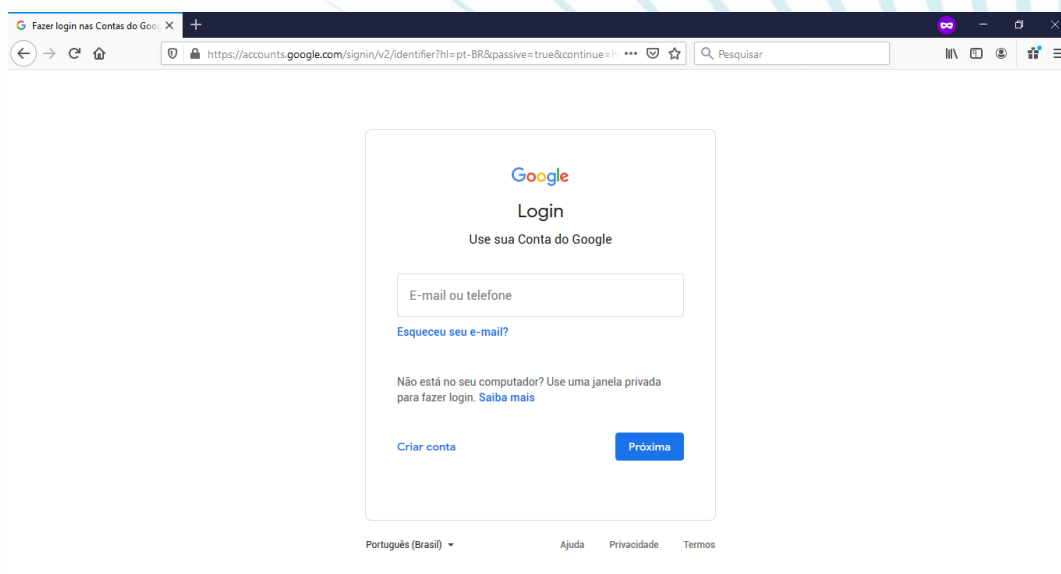 Fazer login nas Contas do Goo
https://accounts.google.com/signin/v2/identifier?hl=pt-BR&passive=true&continue=h
Pesquisar
Google
Login
Use sua Conta do Google
E-mail ou telefone
Esqueceu seu e-mail?
Não está no seu computador? Use uma janela privada
para fazer login. Saiba mais
Criar conta
Próxima
Português (Brasil)
Ajuda Privacidade Termos